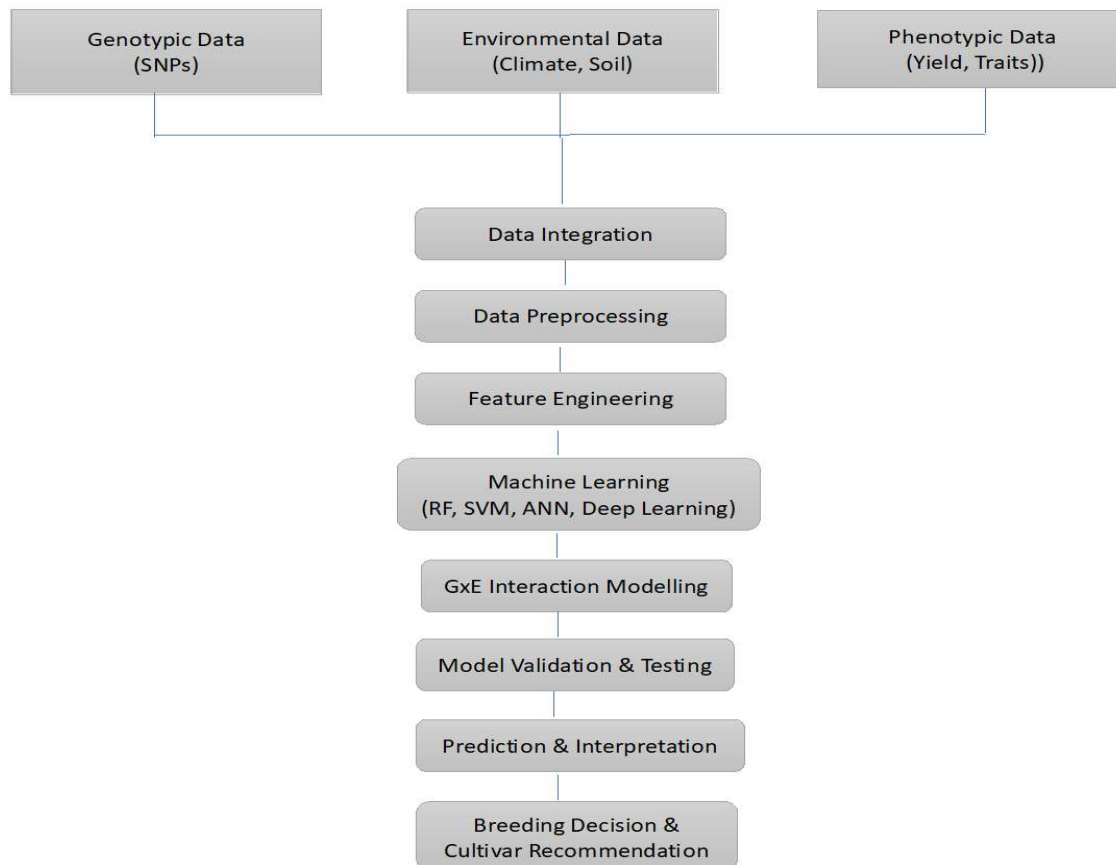 Genotypic Data
(SNPs)
Environmental Data
(Climate, Soil)
Phenotypic Data
(Yield, Traits))
Data Integration
Data Preprocessing
Feature Engineering
Machine Learning
(RF, SVM, ANN, Deep Learning)
GxE Interaction Modelling
Model Validation & Testing
Prediction & Interpretation
Breeding Decision &
Cultivar Recommendation